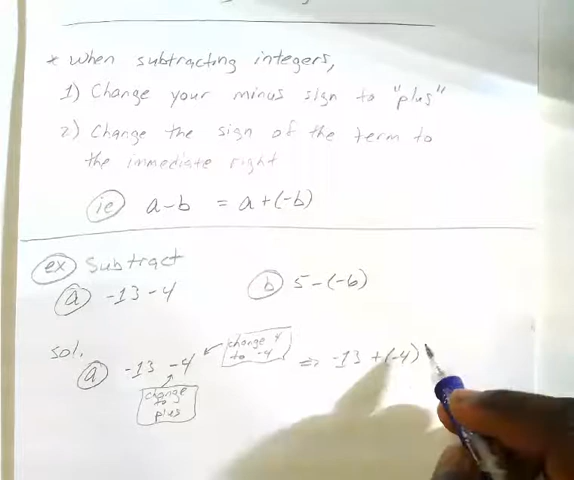 * When subtracting integers,
1) Change your minus sign to "plus"
2) Change the sign of the term to
the immediate right
ie a-b = a+(-b)
ex Subtract
a -13-4 b 5-(-6)
sol.
a -13 -4
change 4
to -4
change
to
plus
⇒ -13 +(-4)